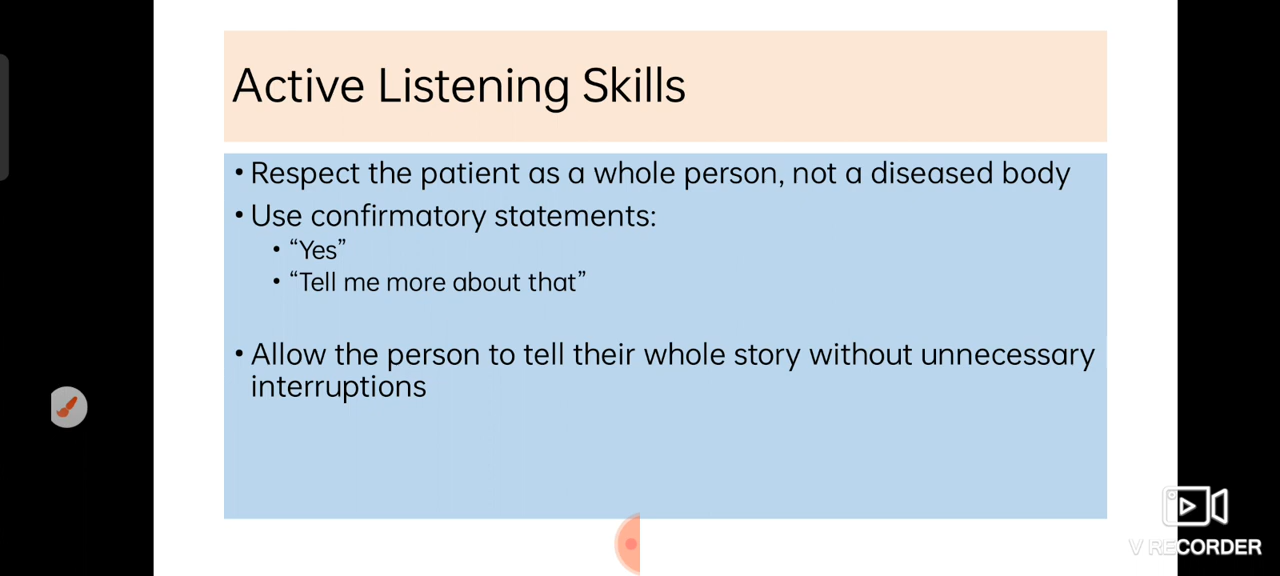 Active Listening Skills
• Respect the patient as a whole person, not a diseased body
• Use confirmatory statements:
• “Yes”
• “Tell me more about that”
• Allow the person to tell their whole story without unnecessary
interruptions
V RECORDER